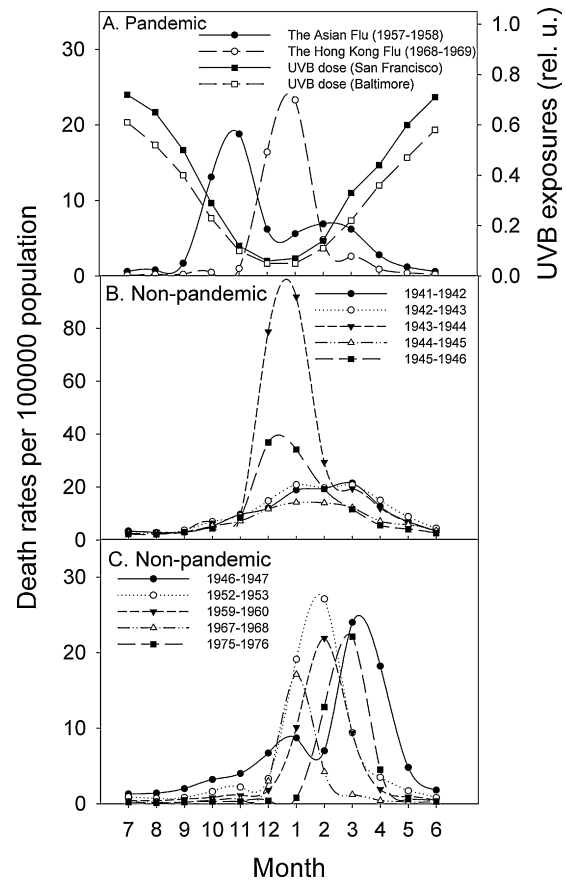 A. Pandemic
The Asian Flu (1957-1958)
The Hong Kong Flu (1968-1969)
UVB dose (San Francisco)
UVB dose (Baltimore)
30
20
10
0
1.0
0.8
0.6
0.4
0.2
0.0
UVB exposures (rel. u.)
Death rates per 100000 population
B. Non-pandemic
1941-1942
1942-1943
1943-1944
1944-1945
1945-1946
80
60
40
20
0
C. Non-pandemic
1946-1947
1952-1953
1959-1960
1967-1968
1975-1976
30
20
10
0
7 8 9 10 11 12 1 2 3 4 5 6
Month